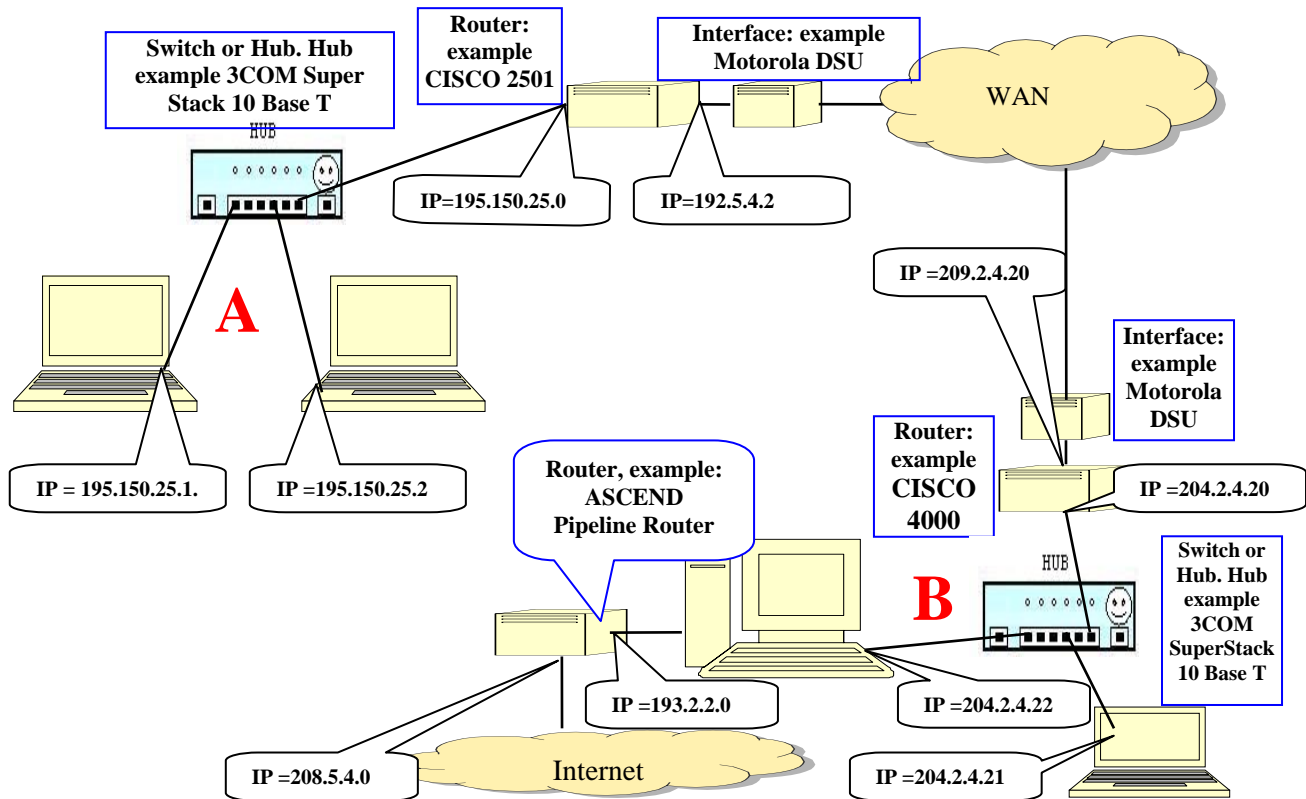 Switch or Hub. Hub
example 3COM Super
Stack 10 Base T
HUB
Router:
example
CISCO 2501
Interface: example
Motorola DSU
WAN
IP=195.150.25.0
IP=192.5.4.2
A
IP = 195.150.25.1.
IP=195.150.25.2
IP =209.2.4.20
Interface:
example
Motorola
DSU
Router:
example
CISCO
4000
IP =204.2.4.20
Router, example:
ASCEND
Pipeline Router
B
HUB
Switch or
Hub. Hub
example
3COM
SuperStack
10 Base T
IP =193.2.2.0
IP =204.2.4.22
IP =208.5.4.0
Internet
IP =204.2.4.21